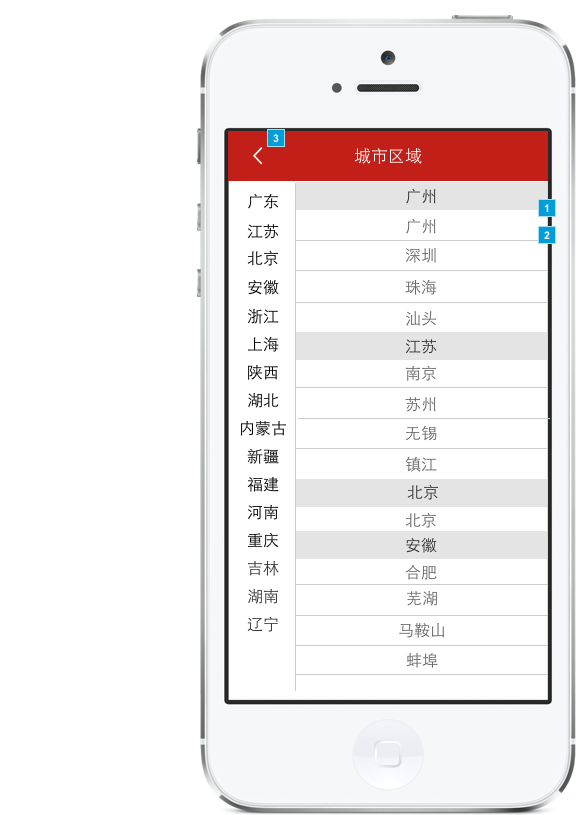 3
城市区域
广东
江苏
北京
安徽
浙江
上海
陕西
湖北
内蒙古
新疆
福建
河南
重庆
吉林
湖南
辽宁
广州
1
广州
2
深圳
珠海
汕头
江苏
南京
苏州
无锡
镇江
北京
北京
安徽
合肥
芜湖
马鞍山
蚌埠